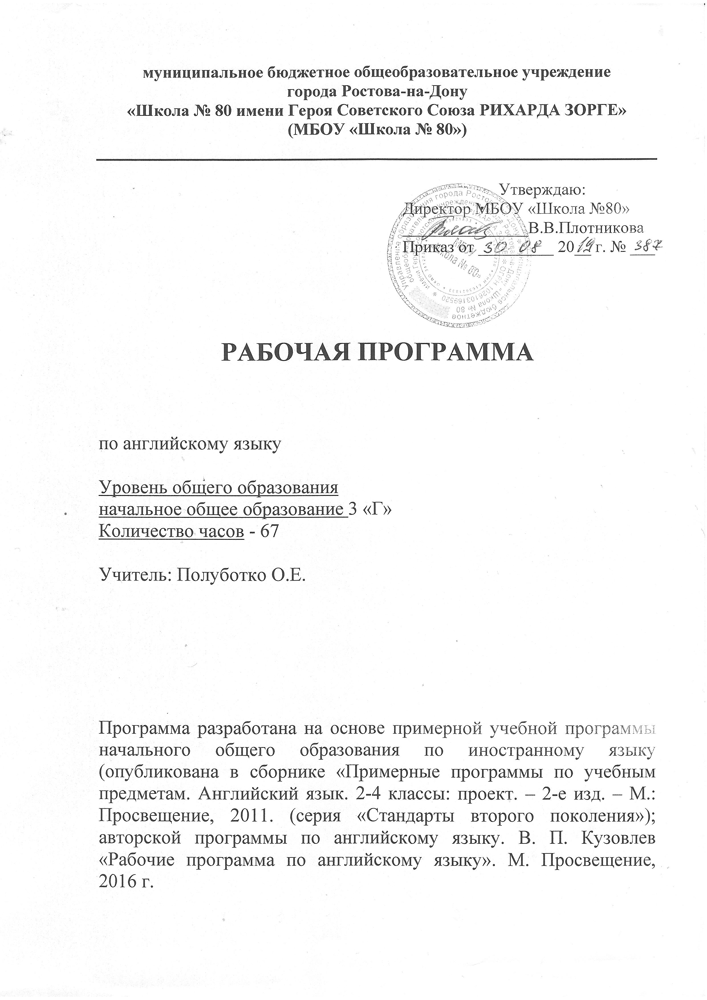 муниципальное бюджетное общеобразовательное учреждение
города Ростова-на-Дону
«Школа № 80 имени Героя Советского Союза РИХАРДА ЗОРГЕ»
(МБОУ «Школа № 80»)
Утверждаю:
Директор МБОУ «Школа №80»
В.В.Плотникова
Приказ от 30 08 2019 г. № 387
МБОУ
«Школа № 80»
РАБОЧАЯ ПРОГРАММА
по английскому языку
Уровень общего образования
начальное общее образование 3 «Г»
Количество часов - 67
Учитель: Полуботко О.Е.
Программа разработана на основе примерной учебной программы
начального общего образования по иностранному языку
(опубликована в сборнике «Примерные программы по учебным
предметам. Английский язык. 2-4 классы: проект. – 2-е изд. – М.:
Просвещение, 2011. (серия «Стандарты второго поколения»);
авторской программы по английскому языку. В. П. Кузовлев
«Рабочие программа по английскому языку». М. Просвещение,
2016 г.